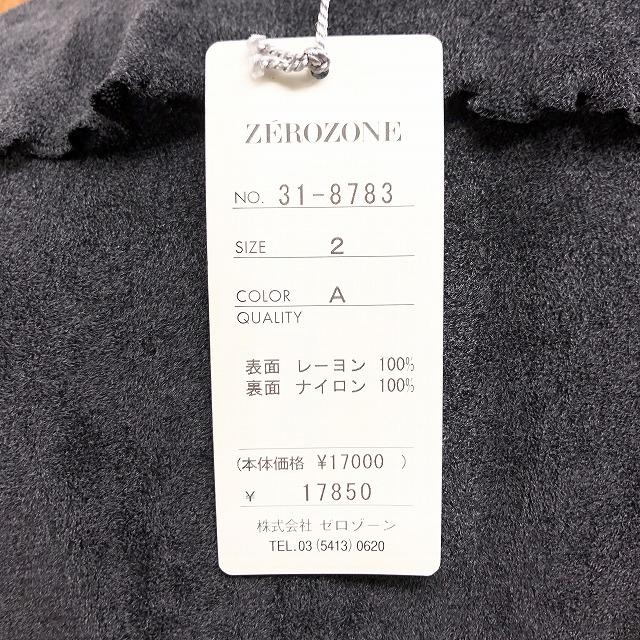 ZÉROZONE
NO. 31-8783
SIZE 2
COLOR A
QUALITY
表面 レーヨン 100%
裏面 ナイロン 100%
(本体価格 ¥17000 )
¥ 17850
株式会社 ゼロゾーン
TEL.03(5413)0620